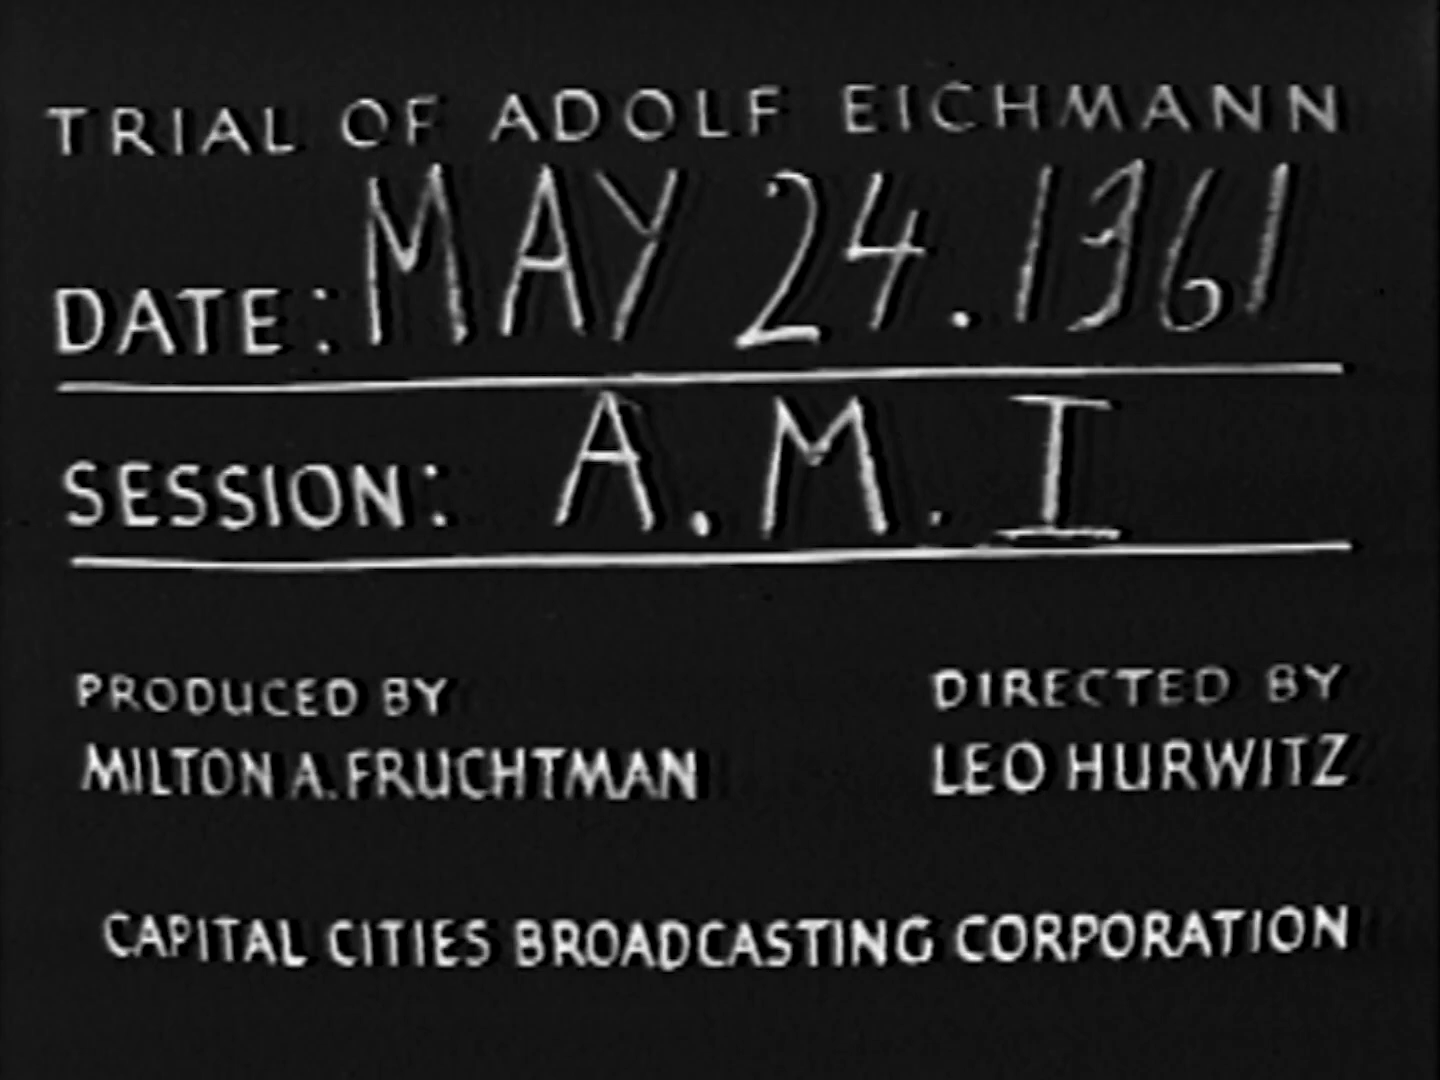 TRIAL OF ADOLF EICHMANN
DATE: MAY 24.1961
SESSION: A.M. I
PRODUCED BY
MILTON A. FRUCHTMAN
DIRECTED BY
LEO HURWITZ
CAPITAL CITIES BROADCASTING CORPORATION